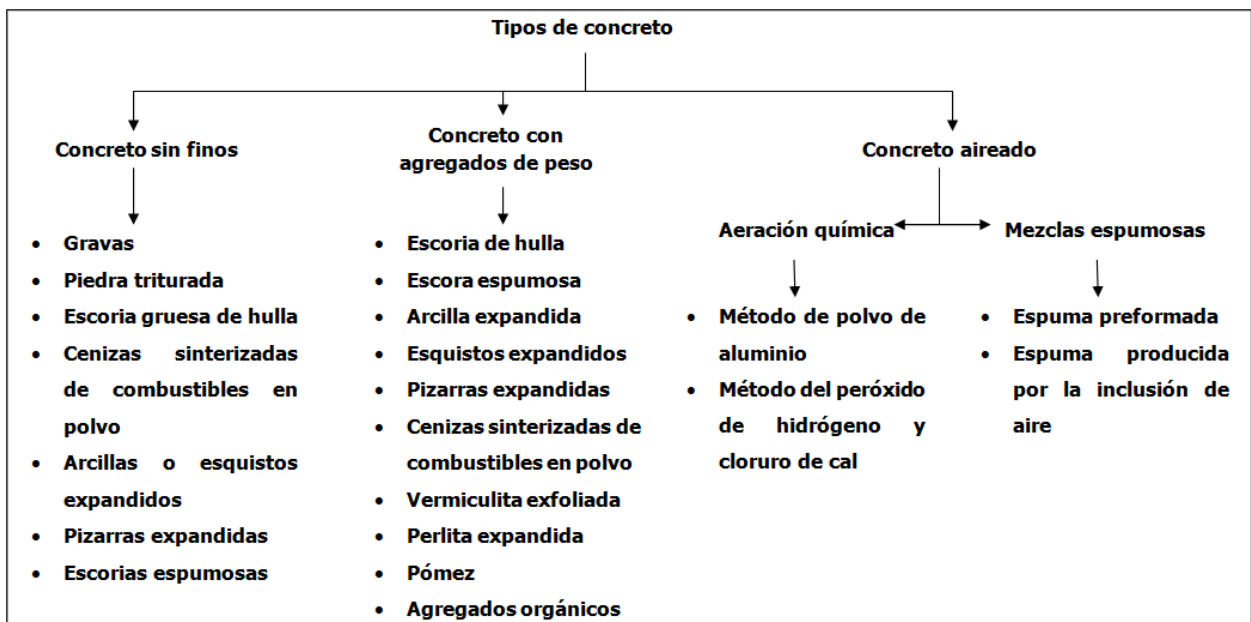 Tipos de concreto
Concreto sin finos
• Gravas
• Piedra triturada
• Escoria gruesa de hulla
• Cenizas sinterizadas
de combustibles en
polvo
• Arcillas o esquistos
expandidos
• Pizarras expandidas
• Escorias espumosas
Concreto con
agregados de peso
• Escoria de hulla
• Escora espumosa
• Arcilla expandida
• Esquistos expandidos
• Pizarras expandidas
• Cenizas sinterizadas de
combustibles en polvo
• Vermiculita exfoliada
• Perlita expandida
• Pómez
• Agregados orgánicos
Concreto aireado
Aeración química
• Método de polvo de
aluminio
• Método del peróxido
de hidrógeno y
cloruro de cal
Mezclas espumosas
• Espuma preformada
• Espuma producida
por la inclusión de
aire